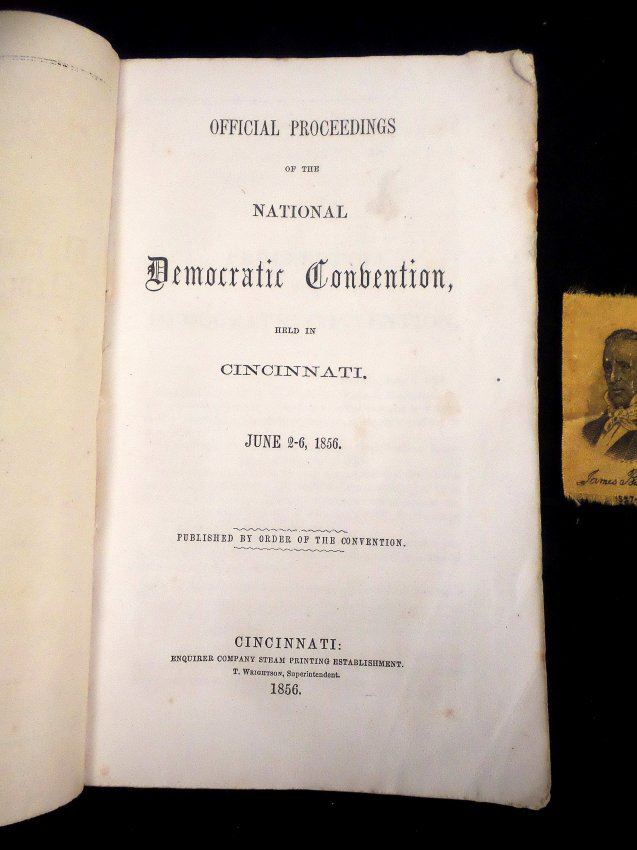 OFFICIAL PROCEEDINGS
OF THE
NATIONAL
Democratic Convention,
HELD IN
CINCINNATI.
JUNE 2-6, 1856.
PUBLISHED BY ORDER OF THE CONVENTION.
CINCINNATI:
ENQUIRER COMPANY STEAM PRINTING ESTABLISHMENT.
T. WRIGHTSON, Superintendent.
1856.
James B